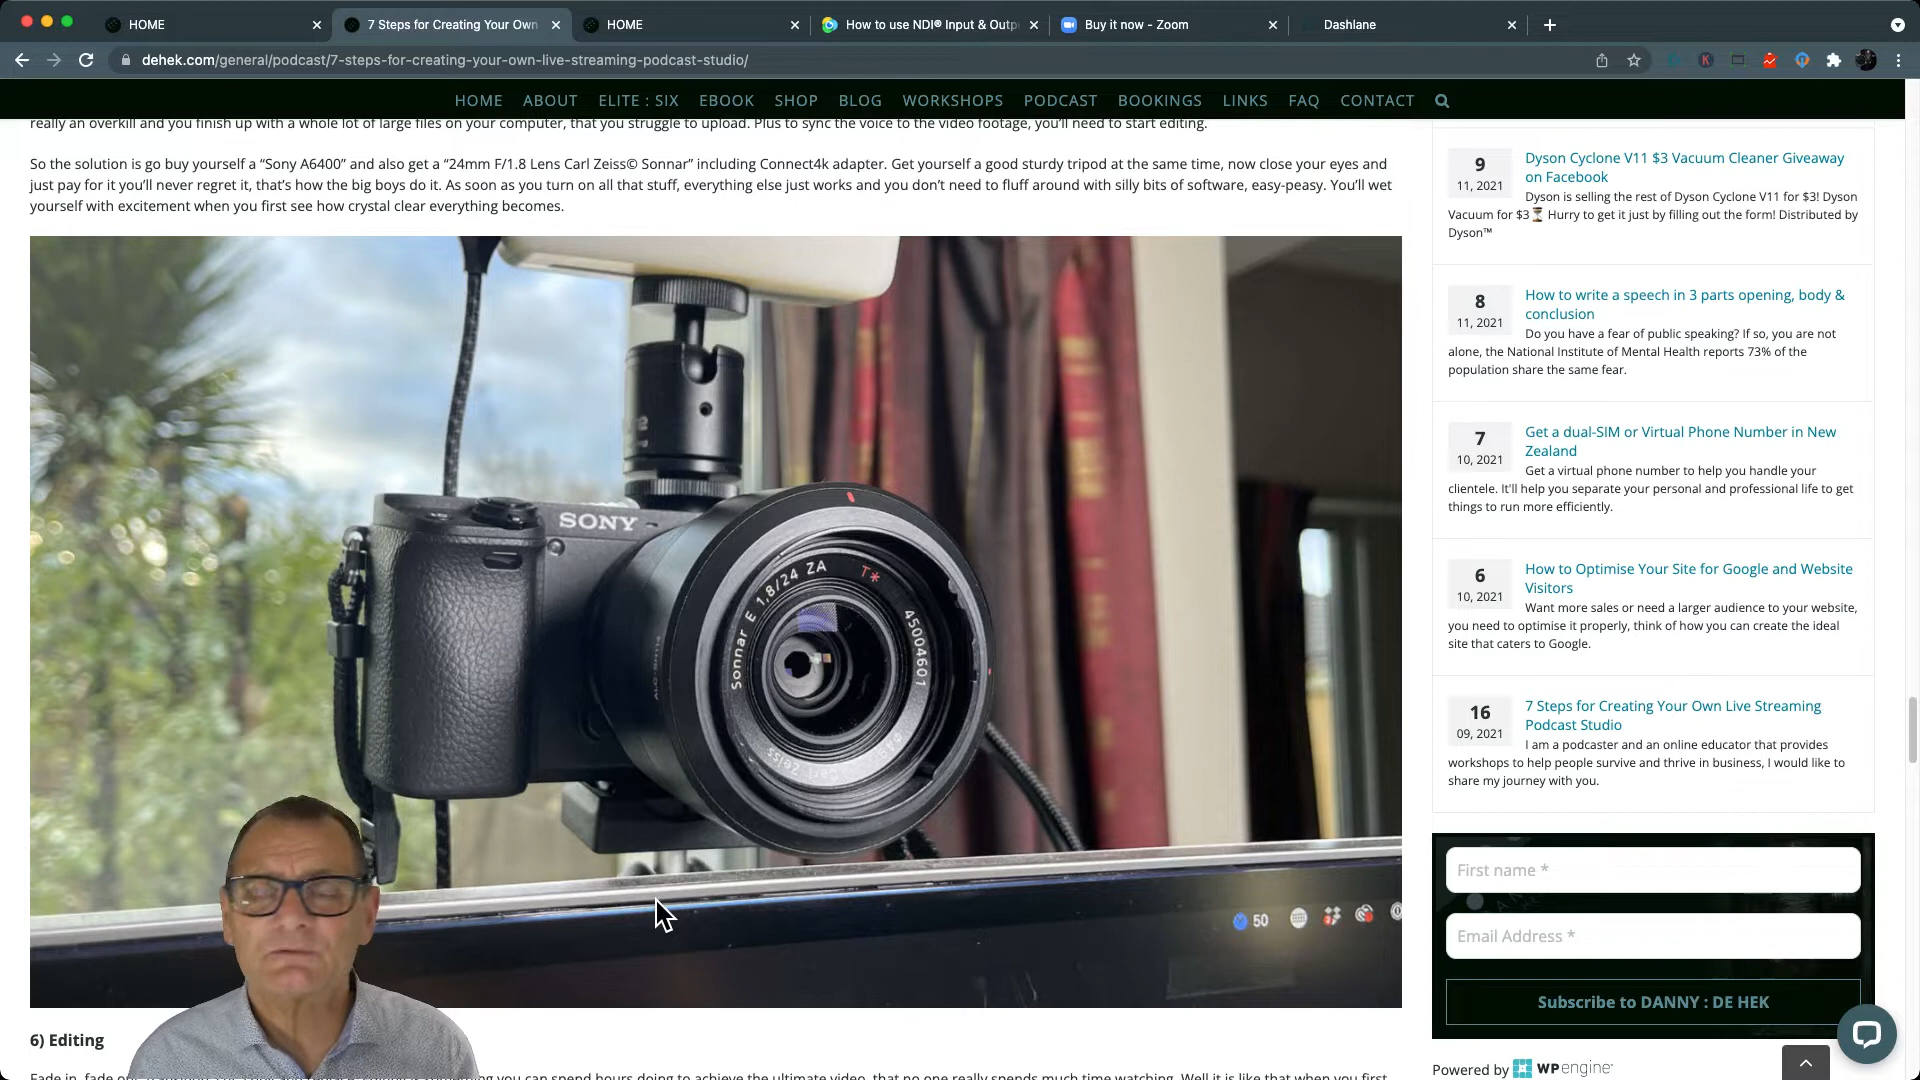 HOME
7 Steps for Creating Your Own
HOME
How to use NDI® Input & Outp
Buy it now - Zoom
Dashlane
dehek.com/general/podcast/7-steps-for-creating-your-own-live-streaming-podcast-studio/
HOME ABOUT ELITE : SIX EBOOK SHOP BLOG WORKSHOPS PODCAST BOOKINGS LINKS FAQ CONTACT
really an overkill and you finish up with a whole lot of large files on your computer, that you struggle to upload. Plus to sync the voice to the video footage, you'll need to start editing.
So the solution is go buy yourself a “Sony A6400” and also get a “24mm F/1.8 Lens Carl Zeiss© Sonnar” including Connect4k adapter. Get yourself a good sturdy tripod at the same time, now close your eyes and
just pay for it you'll never regret it, that's how the big boys do it. As soon as you turn on all that stuff, everything else just works and you don't need to fluff around with silly bits of software, easy-peasy. You'll wet
yourself with excitement when you first see how crystal clear everything becomes.
SONY
Sonnar E 1,8/24 ZA T*
45004601
Carl Zeiss
50
6) Editing
9
11, 2021
Dyson Cyclone V11 $3 Vacuum Cleaner Giveaway
on Facebook
Dyson is selling the rest of Dyson Cyclone V11 for $3! Dyson
Vacuum for $3⏳ Hurry to get it just by filling out the form! Distributed by
Dyson™
8
11, 2021
How to write a speech in 3 parts opening, body &
conclusion
Do you have a fear of public speaking? If so, you are not
alone, the National Institute of Mental Health reports 73% of the
population share the same fear.
7
10, 2021
Get a dual-SIM or Virtual Phone Number in New
Zealand
Get a virtual phone number to help you handle your
clientele. It'll help you separate your personal and professional life to get
things to run more efficiently.
6
10, 2021
How to Optimise Your Site for Google and Website
Visitors
Want more sales or need a larger audience to your website,
you need to optimise it properly, think of how you can create the ideal
site that caters to Google.
16
09, 2021
7 Steps for Creating Your Own Live Streaming
Podcast Studio
I am a podcaster and an online educator that provides
workshops to help people survive and thrive in business, I would like to
share my journey with you.
First name *
Email Address *
Subscribe to DANNY : DE HEK
Powered by WPengine